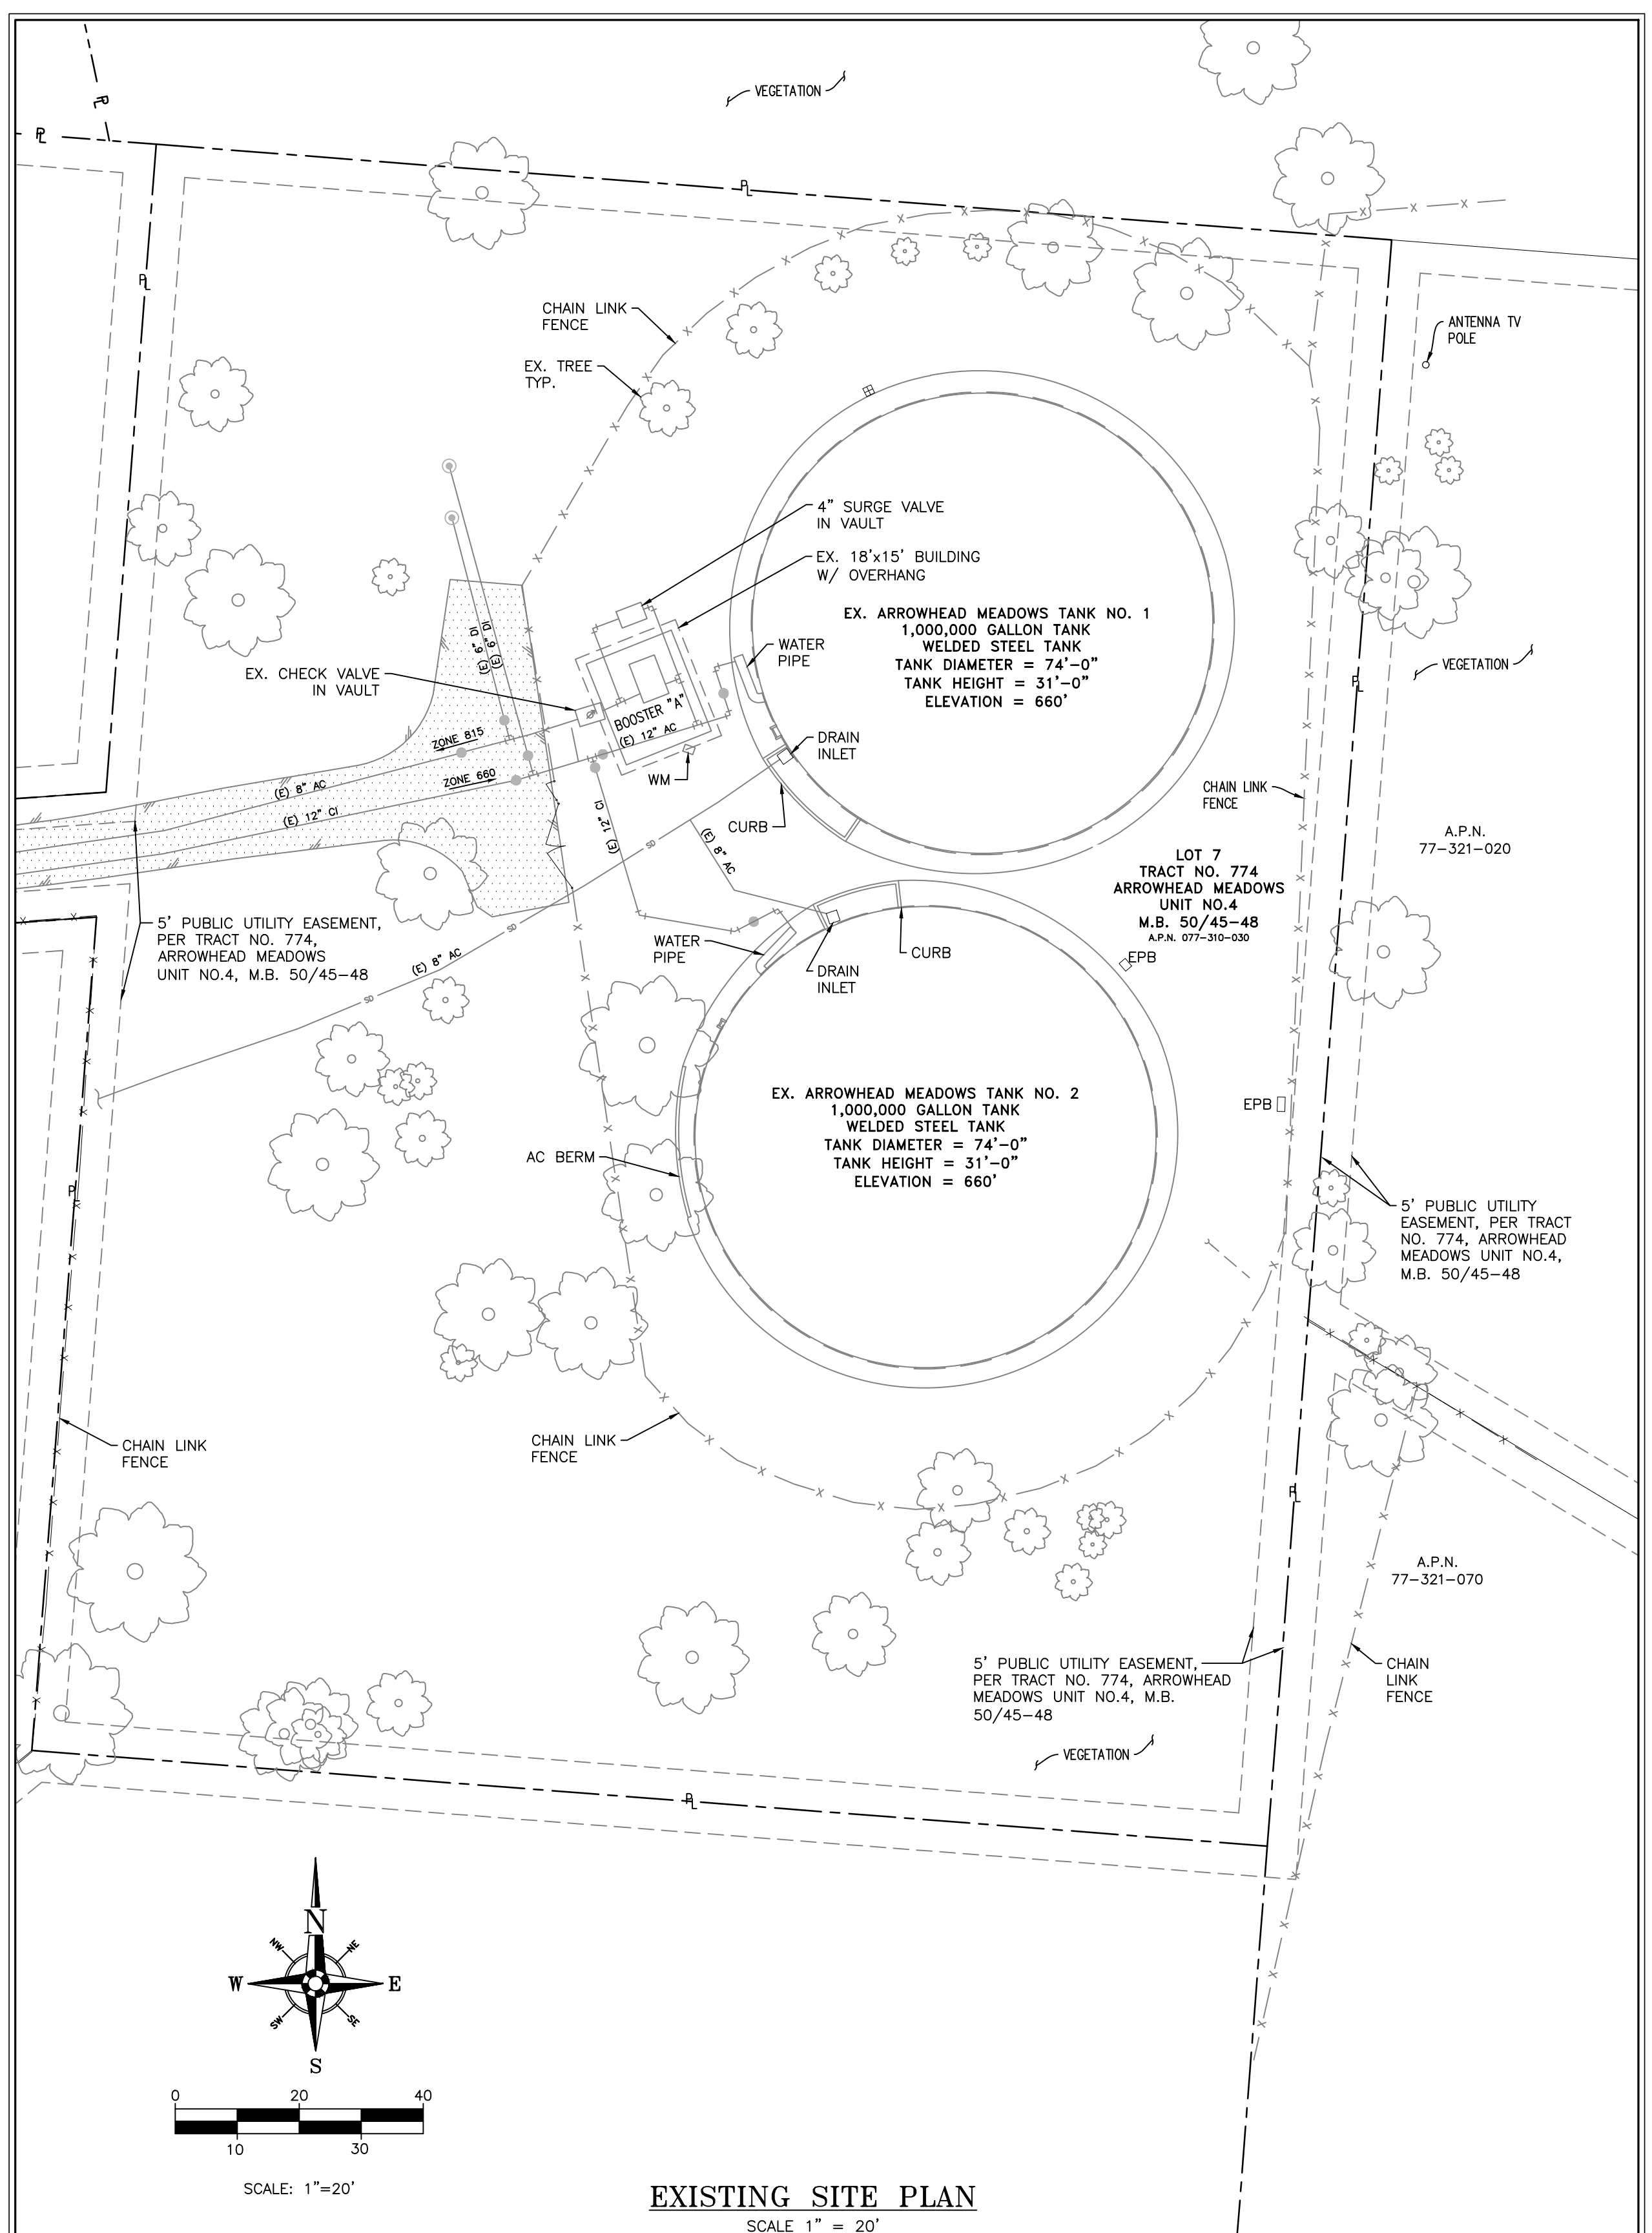 VEGETATION
PL
PL
PL
PL
CHAIN LINK
FENCE
EX. TREE
TYP.
ANTENNA TV
POLE
4" SURGE VALVE
IN VAULT
EX. 18'x15' BUILDING
W/ OVERHANG
EX. ARROWHEAD MEADOWS TANK NO. 1
1,000,000 GALLON TANK
WELDED STEEL TANK
TANK DIAMETER = 74'-0"
TANK HEIGHT = 31'-0"
ELEVATION = 660'
WATER
PIPE
(E) 6" DI
(E) 6" DI
EX. CHECK VALVE
IN VAULT
BOOSTER "A"
(E) 12" AC
ZONE 815
ZONE 660
WM
DRAIN
INLET
VEGETATION
PL
(E) 8" AC
(E) 12" CI
(E) 12" CI
CURB
(E) 8" AC
SD
CHAIN LINK
FENCE
A.P.N.
77-321-020
LOT 7
TRACT NO. 774
ARROWHEAD MEADOWS
UNIT NO.4
M.B. 50/45-48
A.P.N. 077-310-030
5' PUBLIC UTILITY EASEMENT,
PER TRACT NO. 774,
ARROWHEAD MEADOWS
UNIT NO.4, M.B. 50/45-48
SD
(E) 8" AC
SD
WATER
PIPE
DRAIN
INLET
CURB
EPB
EX. ARROWHEAD MEADOWS TANK NO. 2
1,000,000 GALLON TANK
WELDED STEEL TANK
TANK DIAMETER = 74'-0"
TANK HEIGHT = 31'-0"
ELEVATION = 660'
EPB
AC BERM
PL
5' PUBLIC UTILITY
EASEMENT, PER TRACT
NO. 774, ARROWHEAD
MEADOWS UNIT NO.4,
M.B. 50/45-48
CHAIN LINK
FENCE
CHAIN LINK
FENCE
PL
A.P.N.
77-321-070
5' PUBLIC UTILITY EASEMENT,
PER TRACT NO. 774, ARROWHEAD
MEADOWS UNIT NO.4, M.B.
50/45-48
CHAIN
LINK
FENCE
VEGETATION
PL
N
NW
NE
W
E
SW
SE
S
0 20 40
10 30
SCALE: 1"=20'
EXISTING SITE PLAN
SCALE 1" = 20'